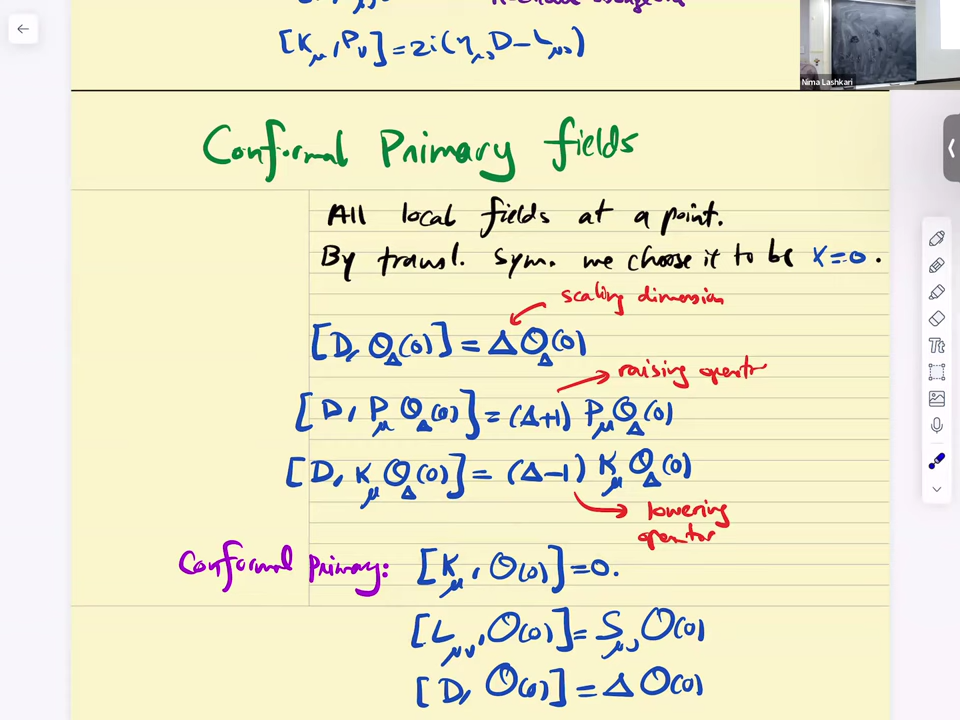 [K_μ, P_ν] = 2i(η_μν D - L_μν)
Nima Lashkari
Conformal Primary fields
All local fields at a point.
By transl. sym. we choose it to be x=0.
scaling dimension
[D, O_Δ(0)] = Δ O_Δ(0)
raising operator
[D, P_μ O_Δ(0)] = (Δ+1) P_μ O_Δ(0)
[D, K_μ O_Δ(0)] = (Δ-1) K_μ O_Δ(0)
lowering
operator
Conformal Primary: [K_μ, O(0)] = 0.
[L_μν, O(0)] = S_μν O(0)
[D, O(0)] = Δ O(0)
Tt